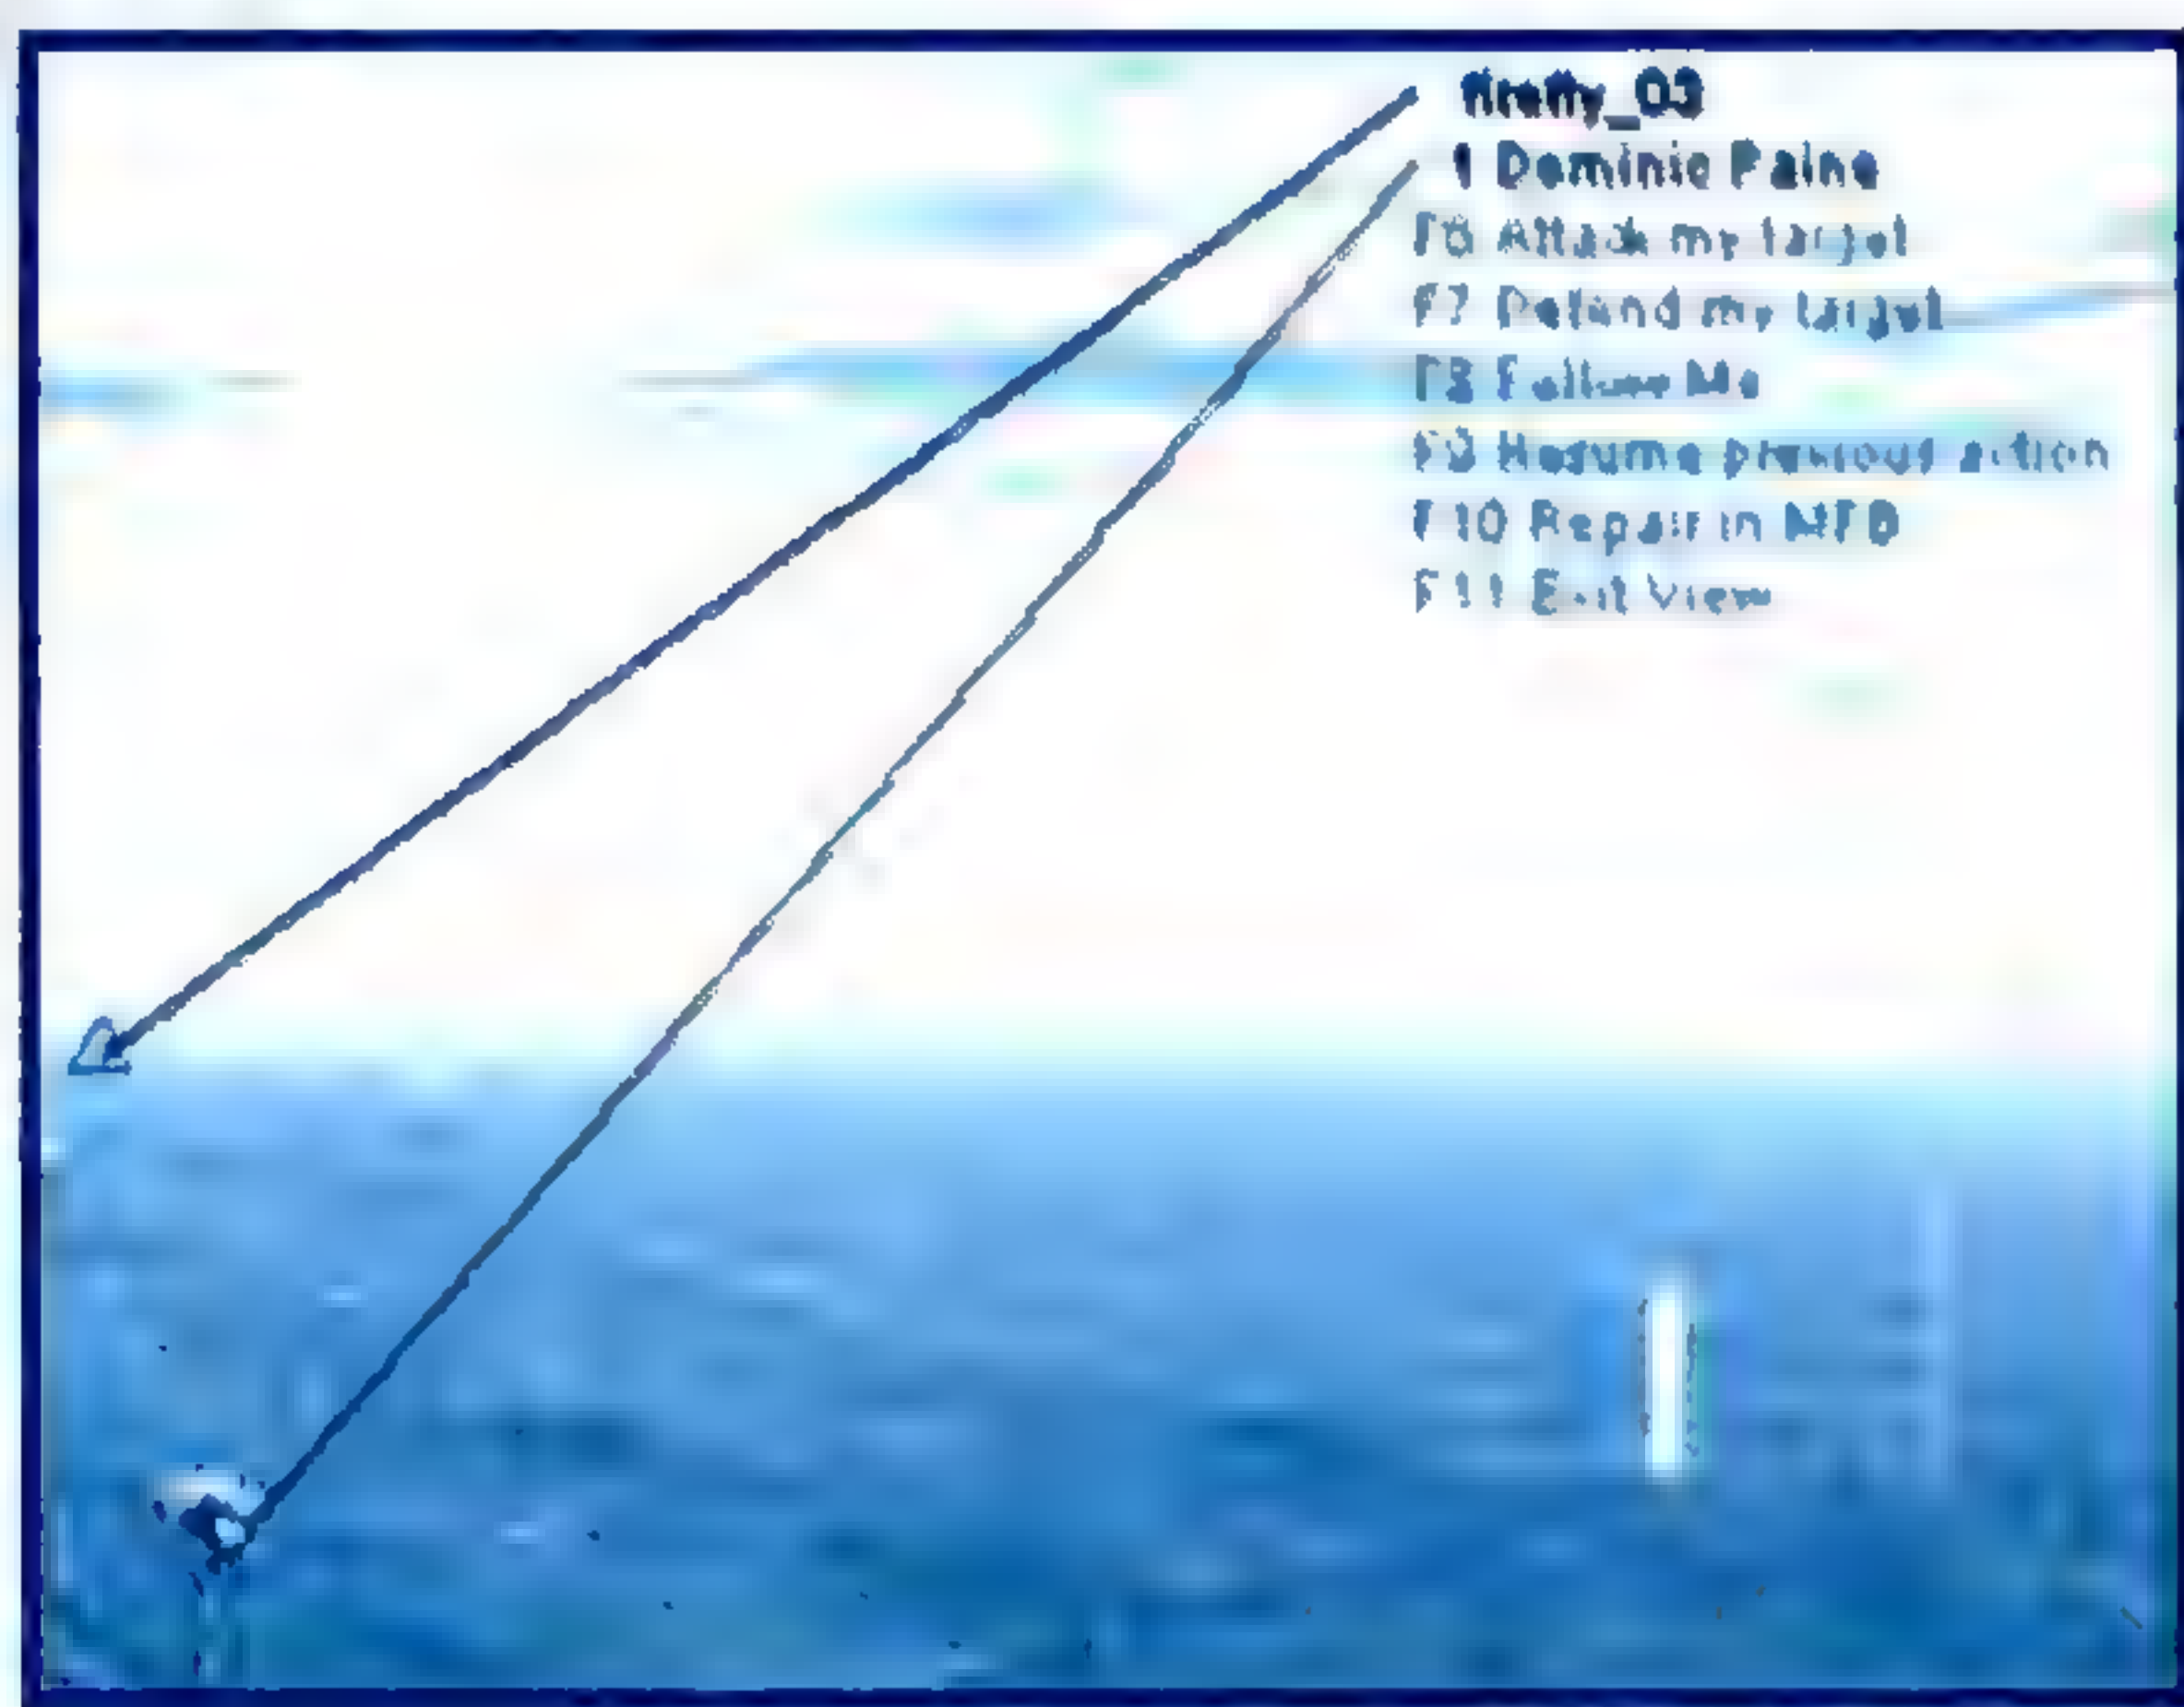 firefly_03
1 Dominic Paine
F6 Attack my target
F7 Defend my target
F8 Follow Me
F9 Resume previous action
F10 Repair in MFD
F11 Exit View